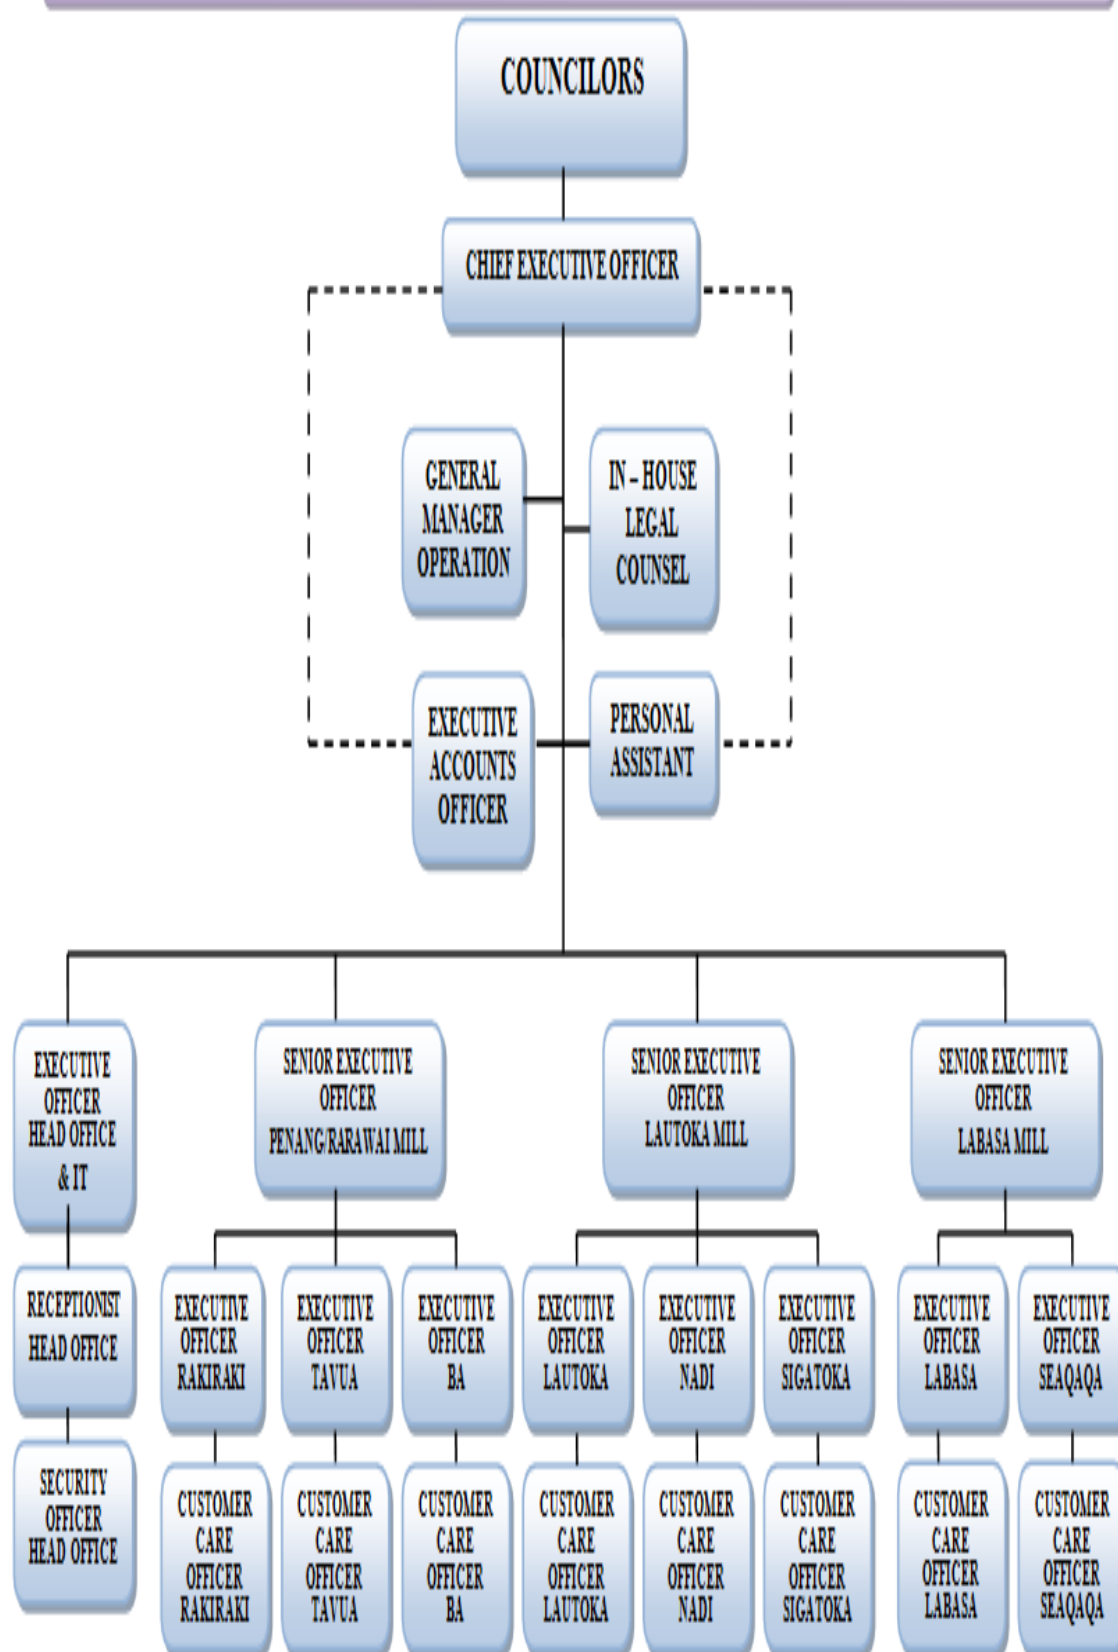 COUNCILORS
CHIEF EXECUTIVE OFFICER
GENERAL
MANAGER
OPERATION
IN – HOUSE
LEGAL
COUNSEL
EXECUTIVE
ACCOUNTS
OFFICER
PERSONAL
ASSISTANT
EXECUTIVE
OFFICER
HEAD OFFICE
& IT
SENIOR EXECUTIVE
OFFICER
PENANG/RARAWAI MILL
SENIOR EXECUTIVE
OFFICER
LAUTOKA MILL
SENIOR EXECUTIVE
OFFICER
LABASA MILL
RECEPTIONIST
HEAD OFFICE
EXECUTIVE
OFFICER
RAKIRAKI
EXECUTIVE
OFFICER
TAVUA
EXECUTIVE
OFFICER
BA
EXECUTIVE
OFFICER
LAUTOKA
EXECUTIVE
OFFICER
NADI
EXECUTIVE
OFFICER
SIGATOKA
EXECUTIVE
OFFICER
LABASA
EXECUTIVE
OFFICER
SEAQAQA
SECURITY
OFFICER
HEAD OFFICE
CUSTOMER
CARE
OFFICER
RAKIRAKI
CUSTOMER
CARE
OFFICER
TAVUA
CUSTOMER
CARE
OFFICER
BA
CUSTOMER
CARE
OFFICER
LAUTOKA
CUSTOMER
CARE
OFFICER
NADI
CUSTOMER
CARE
OFFICER
SIGATOKA
CUSTOMER
CARE
OFFICER
LABASA
CUSTOMER
CARE
OFFICER
SEAQAQA